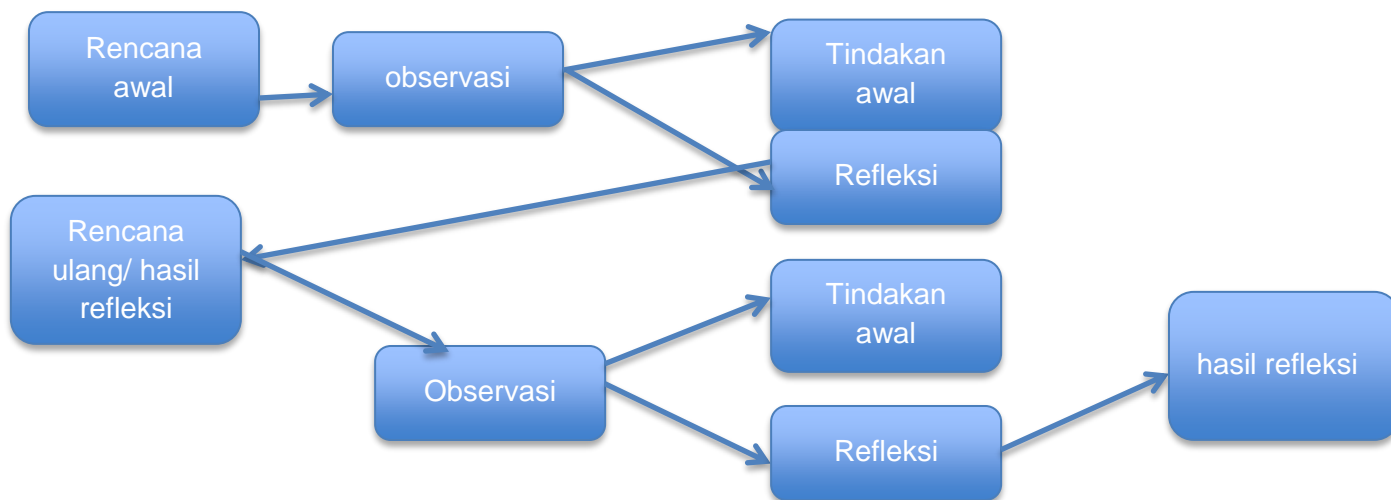 Rencana
awal
observasi
Tindakan
awal
Refleksi
Rencana
ulang/ hasil
refleksi
Tindakan
awal
Observasi
Refleksi
hasil refleksi